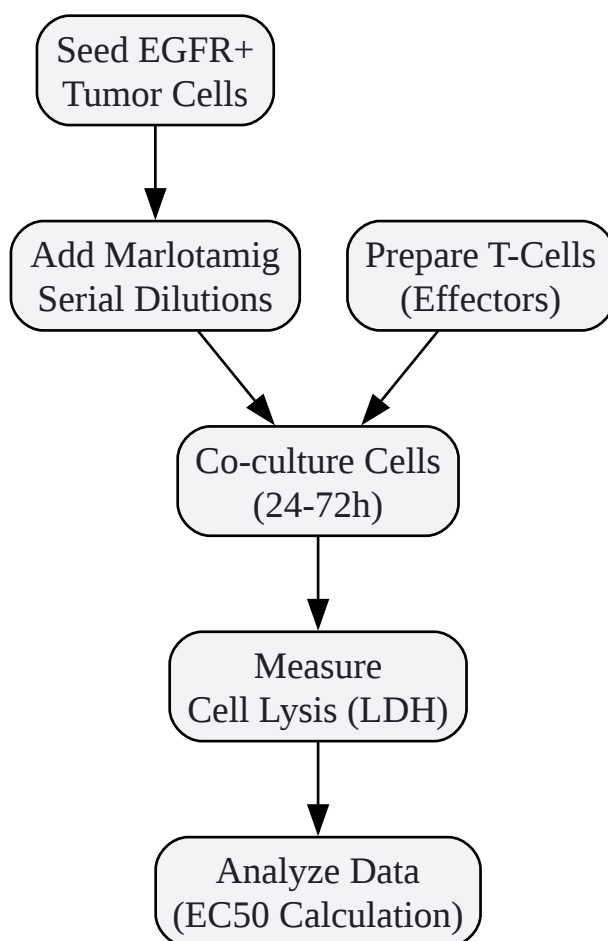 Seed EGFR+
Tumor Cells
Add Marlotamig
Serial Dilutions
Prepare T-Cells
(Effectors)
Co-culture Cells
(24-72h)
Measure
Cell Lysis (LDH)
Analyze Data
(EC50 Calculation)